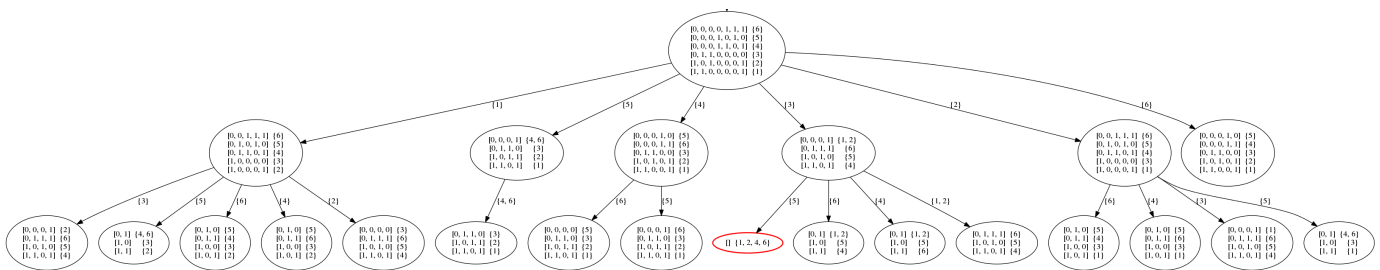 [0, 0, 0, 0, 1, 1, 1] {6}
[0, 0, 0, 1, 0, 1, 0] {5}
[0, 0, 0, 1, 1, 0, 1] {4}
[0, 1, 1, 0, 0, 0, 0] {3}
[1, 0, 1, 0, 0, 0, 1] {2}
[1, 1, 0, 0, 0, 0, 1] {1}
{1}
{5}
{4}
{3}
{2}
{6}
[0, 0, 1, 1, 1] {6}
[0, 1, 0, 1, 0] {5}
[0, 1, 1, 0, 1] {4}
[1, 0, 0, 0, 0] {3}
[1, 0, 0, 0, 1] {2}
[0, 0, 0, 1] {4, 6}
[0, 1, 1, 0] {3}
[1, 0, 1, 1] {2}
[1, 1, 0, 1] {1}
[0, 0, 0, 1, 0] {5}
[0, 0, 0, 1, 1] {6}
[0, 1, 1, 0, 0] {3}
[1, 0, 1, 0, 1] {2}
[1, 1, 0, 0, 1] {1}
[0, 0, 0, 1] {1, 2}
[0, 1, 1, 1] {6}
[1, 0, 1, 0] {5}
[1, 1, 0, 1] {4}
[0, 0, 1, 1, 1] {6}
[0, 1, 0, 1, 0] {5}
[0, 1, 1, 0, 1] {4}
[1, 0, 0, 0, 0] {3}
[1, 0, 0, 0, 1] {1}
[0, 0, 0, 1, 0] {5}
[0, 0, 0, 1, 1] {4}
[0, 1, 1, 0, 0] {3}
[1, 0, 1, 0, 1] {2}
[1, 1, 0, 0, 1] {1}
{3}
{5}
{6}
{4}
{2}
{4, 6}
{6}
{5}
{5}
{6}
{4}
{1, 2}
{6}
{4}
{3}
{5}
[0, 0, 0, 1] {2}
[0, 1, 1, 1] {6}
[1, 0, 1, 0] {5}
[1, 1, 0, 1] {4}
[0, 1] {4, 6}
[1, 0] {3}
[1, 1] {2}
[0, 1, 0] {5}
[0, 1, 1] {4}
[1, 0, 0] {3}
[1, 0, 1] {2}
[0, 1, 0] {5}
[0, 1, 1] {6}
[1, 0, 0] {3}
[1, 0, 1] {2}
[0, 0, 0, 0] {3}
[0, 1, 1, 1] {6}
[1, 0, 1, 0] {5}
[1, 1, 0, 1] {4}
[0, 1, 1, 0] {3}
[1, 0, 1, 1] {2}
[1, 1, 0, 1] {1}
[0, 0, 0, 0] {5}
[0, 1, 1, 0] {3}
[1, 0, 1, 1] {2}
[1, 1, 0, 1] {1}
[0, 0, 0, 1] {6}
[0, 1, 1, 0] {3}
[1, 0, 1, 1] {2}
[1, 1, 0, 1] {1}
[] {1, 2, 4, 6}
[0, 1] {1, 2}
[1, 0] {5}
[1, 1] {4}
[0, 1] {1, 2}
[1, 0] {5}
[1, 1] {6}
[0, 1, 1, 1] {6}
[1, 0, 1, 0] {5}
[1, 1, 0, 1] {4}
[0, 1, 0] {5}
[0, 1, 1] {4}
[1, 0, 0] {3}
[1, 0, 1] {1}
[0, 1, 0] {5}
[0, 1, 1] {6}
[1, 0, 0] {3}
[1, 0, 1] {1}
[0, 0, 0, 1] {1}
[0, 1, 1, 1] {6}
[1, 0, 1, 0] {5}
[1, 1, 0, 1] {4}
[0, 1] {4, 6}
[1, 0] {3}
[1, 1] {1}